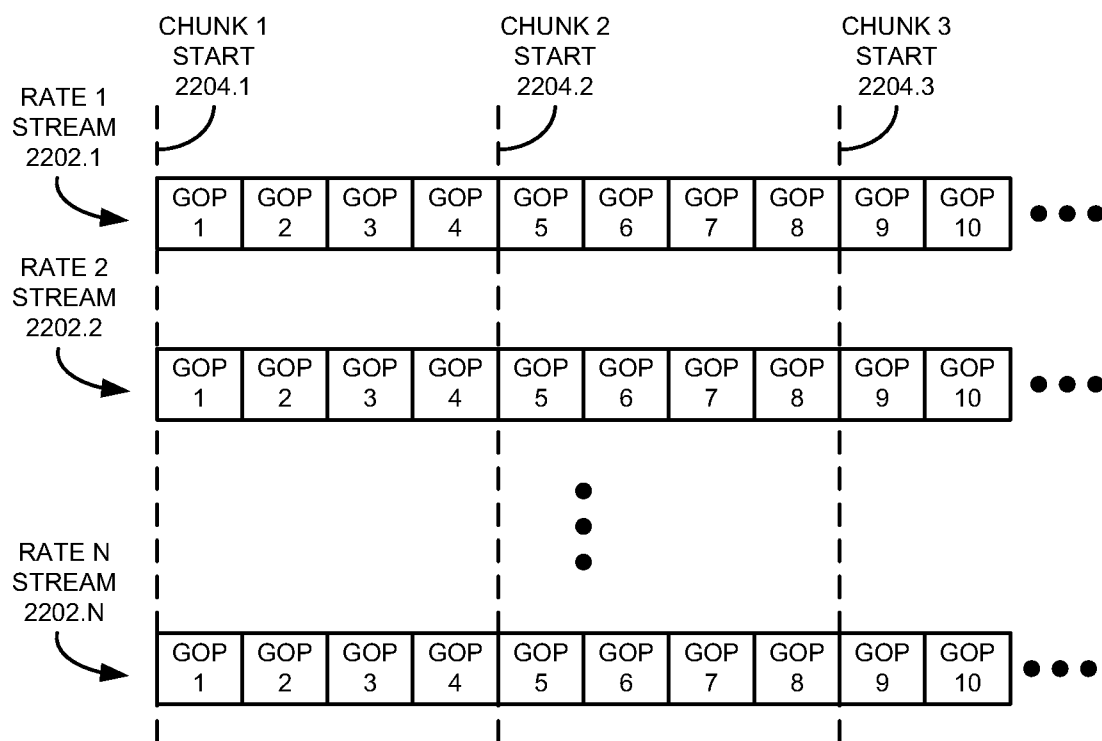 CHUNK 1
START
2204.1
CHUNK 2
START
2204.2
CHUNK 3
START
2204.3
RATE 1
STREAM
2202.1
GOP GOP GOP GOP GOP GOP GOP GOP GOP GOP
1 2 3 4 5 6 7 8 9 10
RATE 2
STREAM
2202.2
GOP GOP GOP GOP GOP GOP GOP GOP GOP GOP
1 2 3 4 5 6 7 8 9 10
RATE N
STREAM
2202.N
GOP GOP GOP GOP GOP GOP GOP GOP GOP GOP
1 2 3 4 5 6 7 8 9 10